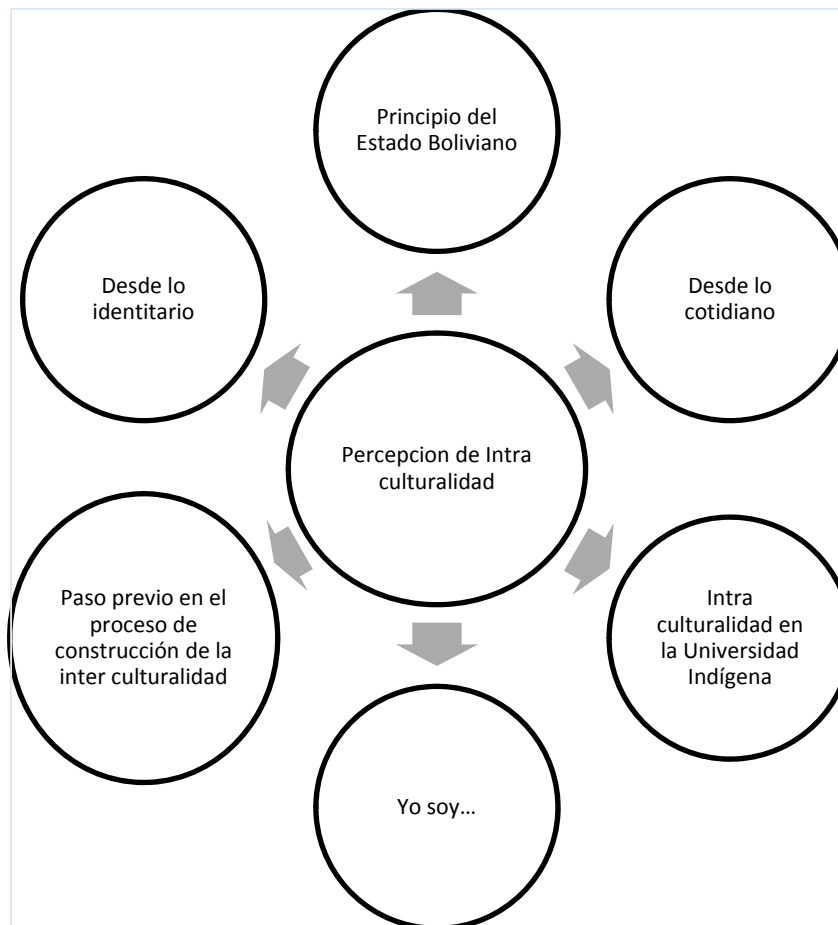 Principio del
Estado Boliviano
Desde lo
identitario
Desde lo
cotidiano
Percepcion de Intra
culturalidad
Paso previo en el
proceso de
construcción de la
inter culturalidad
Intra
culturalidad en
la Universidad
Indígena
Yo soy...